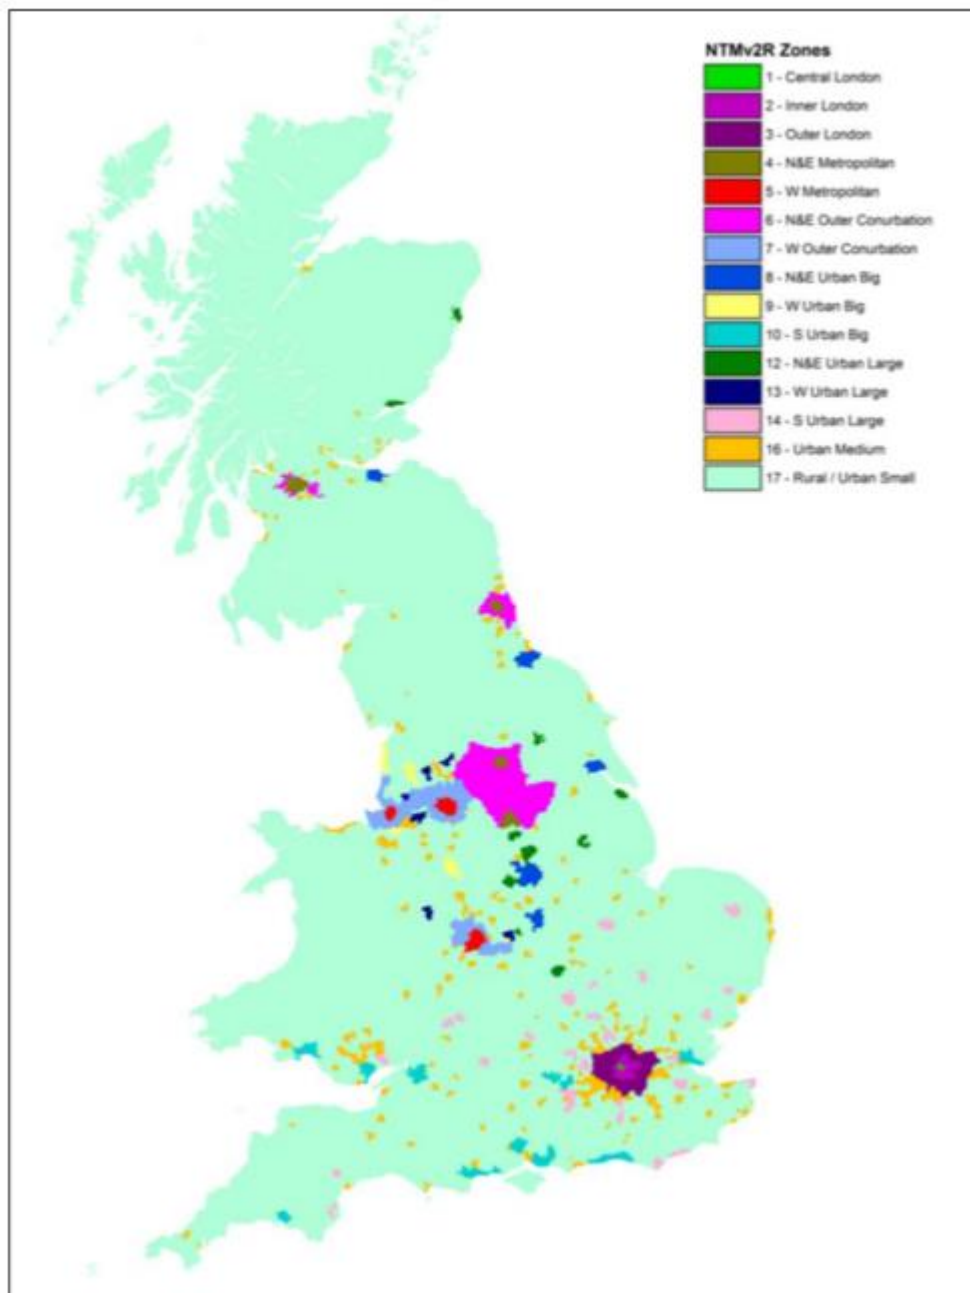 NTMv2R Zones
1 - Central London
2 - Inner London
3 - Outer London
4 - N&E Metropolitan
5 - W Metropolitan
6 - N&E Outer Conurbation
7 - W Outer Conurbation
8 - N&E Urban Big
9 - W Urban Big
10 - S Urban Big
12 - N&E Urban Large
13 - W Urban Large
14 - S Urban Large
16 - Urban Medium
17 - Rural / Urban Small